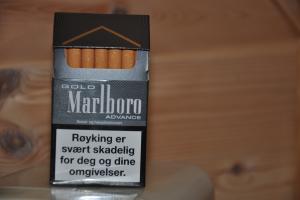 GOLD
Marlboro
ADVANCE
Røyking er
svært skadelig
for deg og dine
omgivelser.